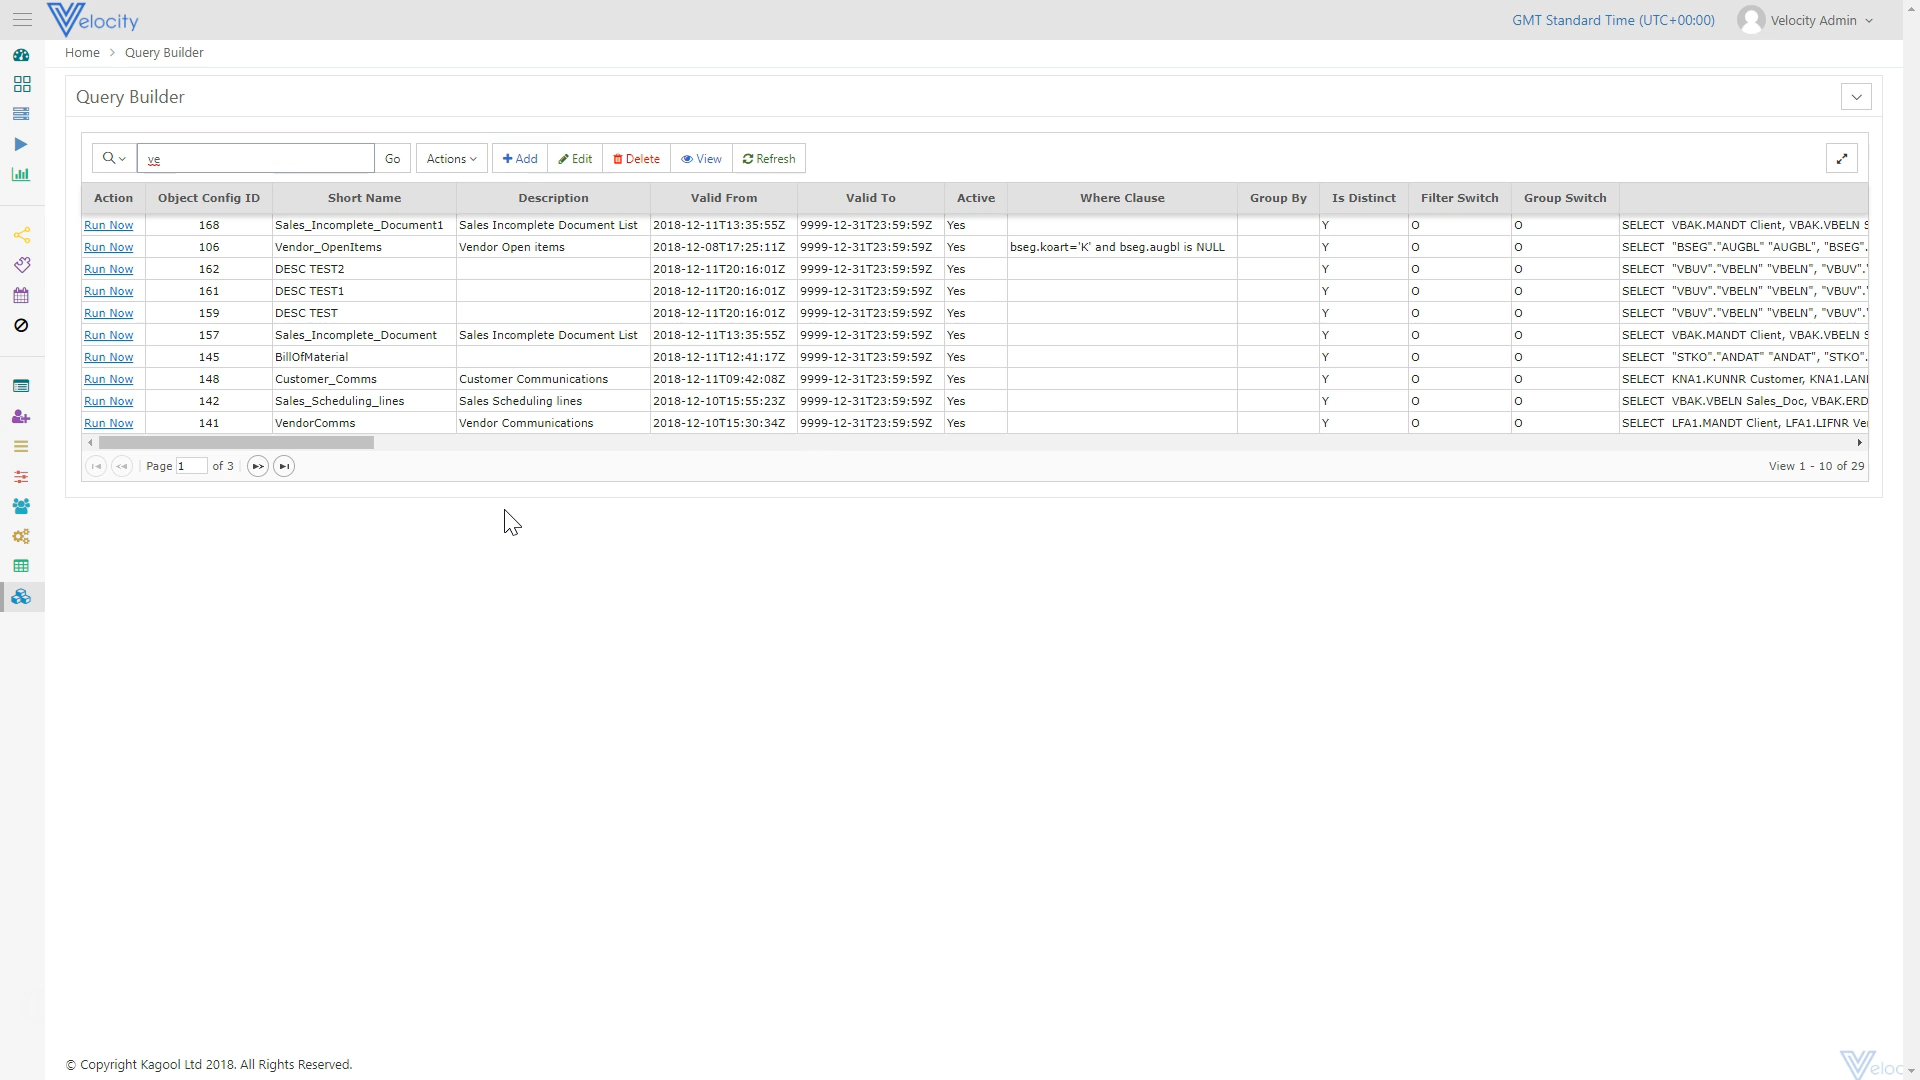 Velocity
GMT Standard Time (UTC+00:00) Velocity Admin
Home > Query Builder
Query Builder
ve Go Actions Add Edit Delete View Refresh
Action Object Config ID Short Name Description Valid From Valid To Active Where Clause Group By Is Distinct Filter Switch Group Switch
Run Now 168 Sales_Incomplete_Document1 Sales Incomplete Document List 2018-12-11T13:35:55Z 9999-12-31T23:59:59Z Yes Y O O SELECT VBAK.MANDT Client, VBAK.VBELN S
Run Now 106 Vendor_OpenItems Vendor Open items 2018-12-08T17:25:11Z 9999-12-31T23:59:59Z Yes bseg.koart='K' and bseg.augbl is NULL Y O O SELECT "BSEG"."AUGBL" "AUGBL", "BSEG".
Run Now 162 DESC TEST2 2018-12-11T20:16:01Z 9999-12-31T23:59:59Z Yes Y O O SELECT "VBUV"."VBELN" "VBELN", "VBUV".'
Run Now 161 DESC TEST1 2018-12-11T20:16:01Z 9999-12-31T23:59:59Z Yes Y O O SELECT "VBUV"."VBELN" "VBELN", "VBUV".'
Run Now 159 DESC TEST 2018-12-11T20:16:01Z 9999-12-31T23:59:59Z Yes Y O O SELECT "VBUV"."VBELN" "VBELN", "VBUV".'
Run Now 157 Sales_Incomplete_Document Sales Incomplete Document List 2018-12-11T13:35:55Z 9999-12-31T23:59:59Z Yes Y O O SELECT VBAK.MANDT Client, VBAK.VBELN S
Run Now 145 BillOfMaterial 2018-12-11T12:41:17Z 9999-12-31T23:59:59Z Yes Y O O SELECT "STKO"."ANDAT" "ANDAT", "STKO".
Run Now 148 Customer_Comms Customer Communications 2018-12-11T09:42:08Z 9999-12-31T23:59:59Z Yes Y O O SELECT KNA1.KUNNR Customer, KNA1.LANI
Run Now 142 Sales_Scheduling_lines Sales Scheduling lines 2018-12-10T15:55:23Z 9999-12-31T23:59:59Z Yes Y O O SELECT VBAK.VBELN Sales_Doc, VBAK.ERD
Run Now 141 VendorComms Vendor Communications 2018-12-10T15:30:34Z 9999-12-31T23:59:59Z Yes Y O O SELECT LFA1.MANDT Client, LFA1.LIFNR Ve
Page 1 of 3 View 1 - 10 of 29
© Copyright Kagool Ltd 2018. All Rights Reserved.
Veloc